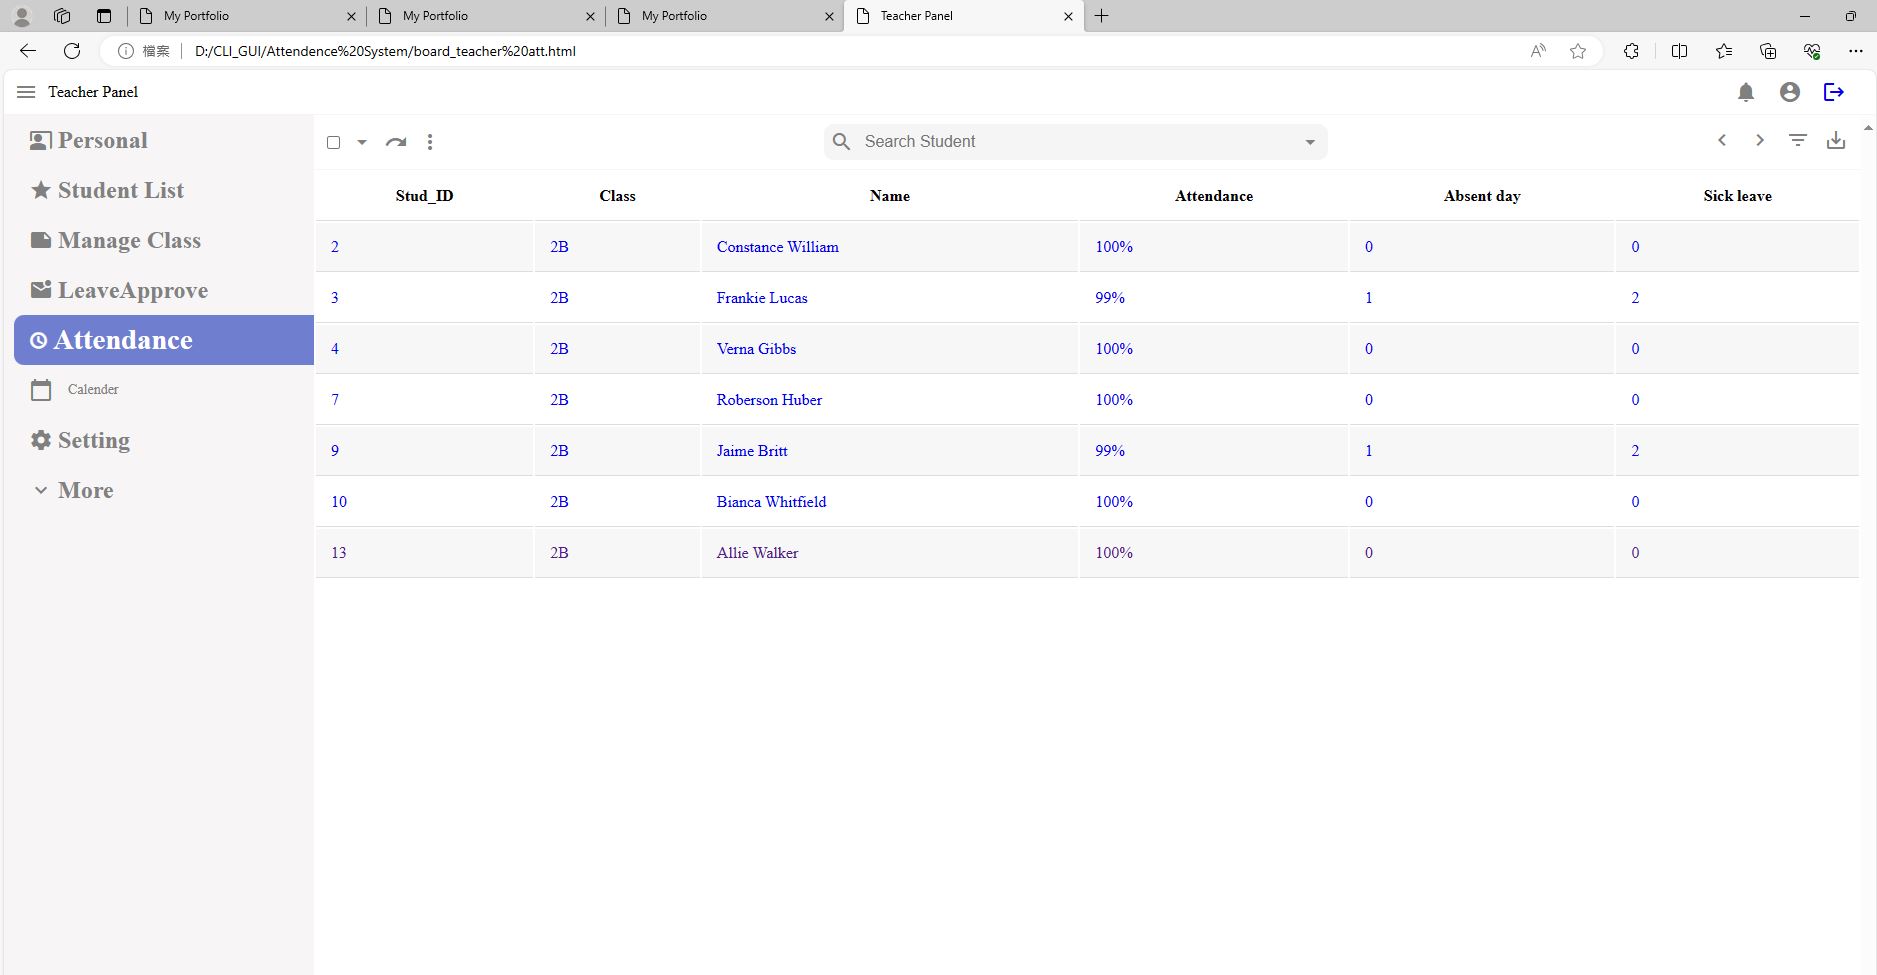 My Portfolio
My Portfolio
My Portfolio
Teacher Panel
檔案
D:/CLI_GUI/Attendence%20System/board_teacher%20att.html
Teacher Panel
Personal
Student List
Manage Class
LeaveApprove
Attendance
Calender
Setting
More
Search Student
Stud_ID Class Name Attendance Absent day Sick leave
2 2B Constance William 100% 0 0
3 2B Frankie Lucas 99% 1 2
4 2B Verna Gibbs 100% 0 0
7 2B Roberson Huber 100% 0 0
9 2B Jaime Britt 99% 1 2
10 2B Bianca Whitfield 100% 0 0
13 2B Allie Walker 100% 0 0